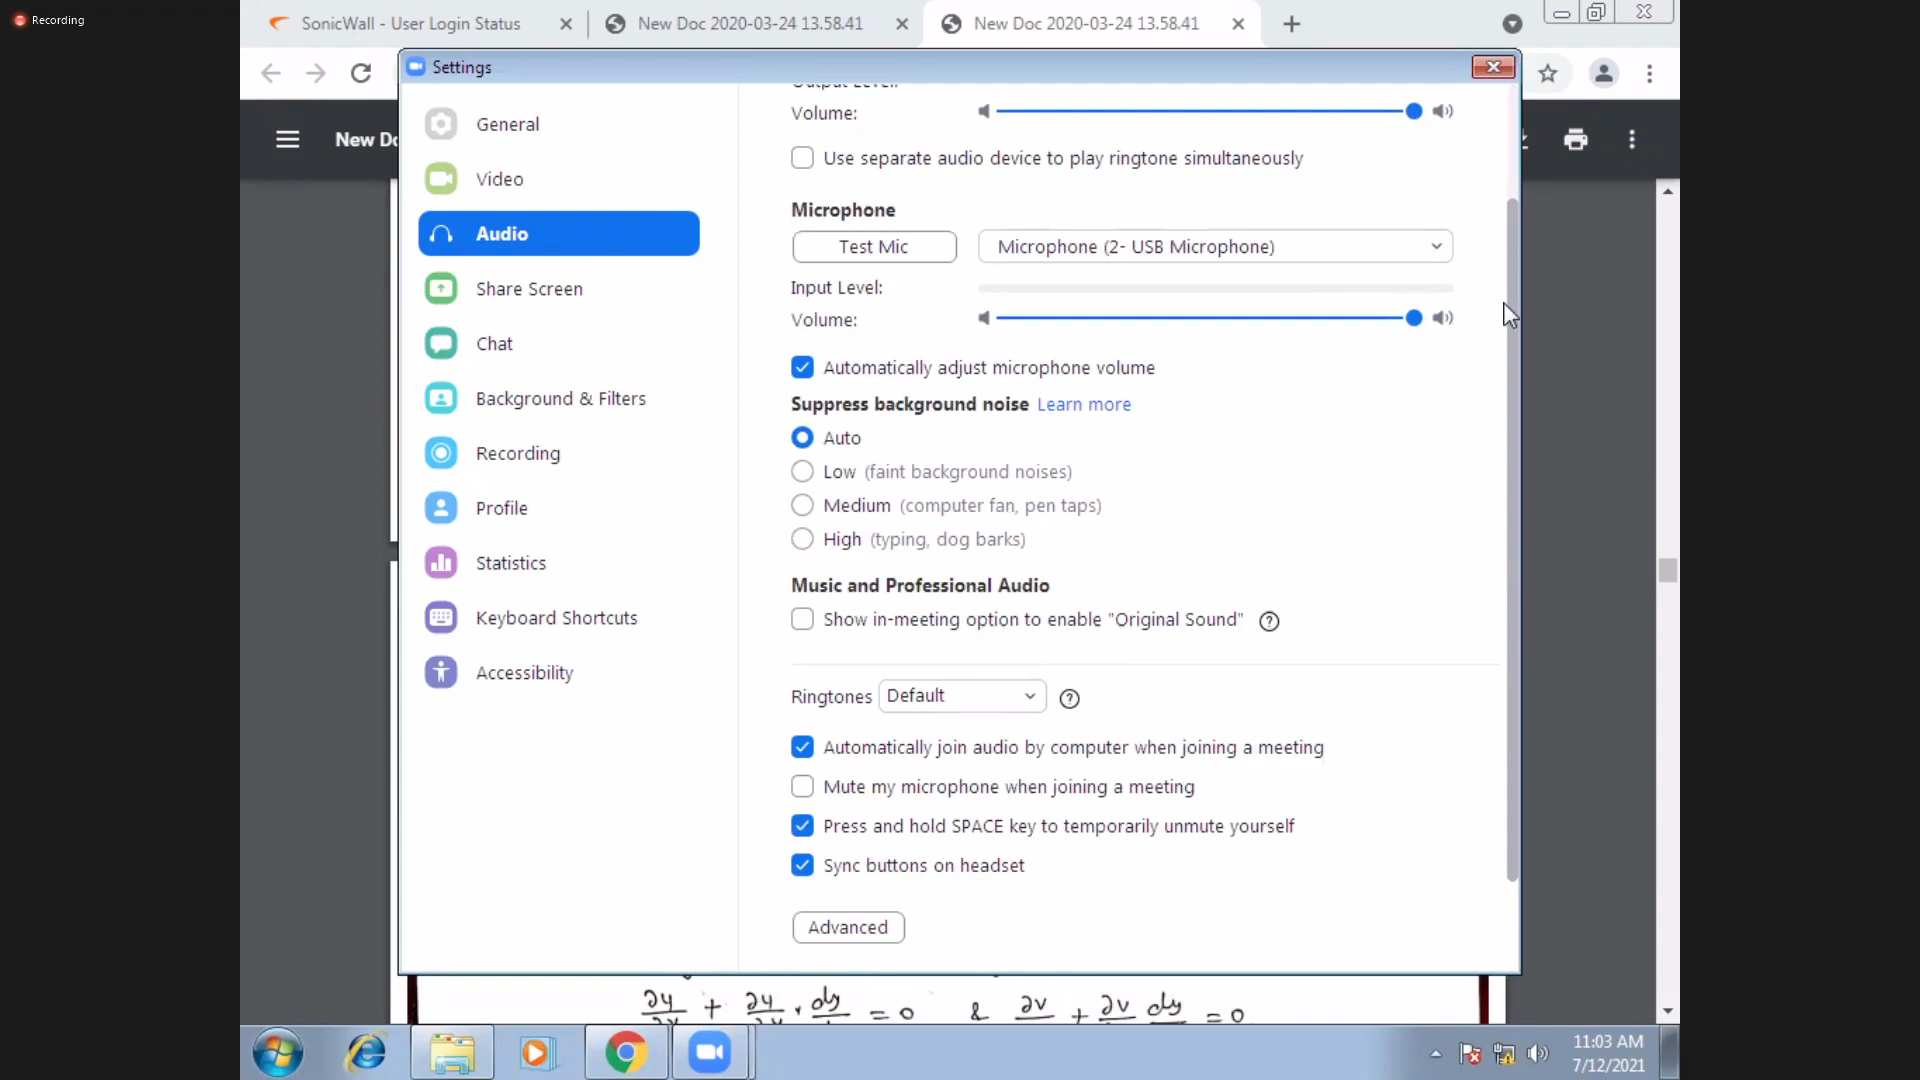 Recording
SonicWall - User Login Status
New Doc 2020-03-24 13.58.41
New Doc 2020-03-24 13.58.41
Settings
New Do
General
Video
Audio
Share Screen
Chat
Background & Filters
Recording
Profile
Statistics
Keyboard Shortcuts
Accessibility
Output Level:
Volume:
Use separate audio device to play ringtone simultaneously
Microphone
Test Mic
Microphone (2- USB Microphone)
Input Level:
Volume:
Automatically adjust microphone volume
Suppress background noise Learn more
Auto
Low (faint background noises)
Medium (computer fan, pen taps)
High (typing, dog barks)
Music and Professional Audio
Show in-meeting option to enable "Original Sound"
Ringtones Default
Automatically join audio by computer when joining a meeting
Mute my microphone when joining a meeting
Press and hold SPACE key to temporarily unmute yourself
Sync buttons on headset
Advanced
11:03 AM
7/12/2021